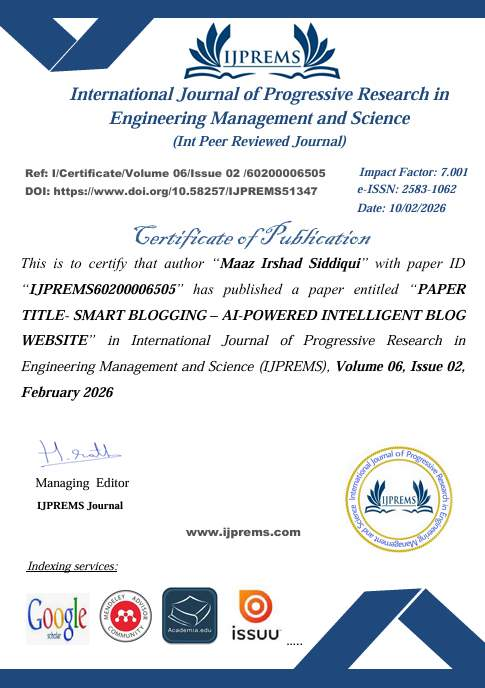 IJPREMS
International Journal of Progressive Research in
Engineering Management and Science
(Int Peer Reviewed Journal)
Ref: I/Certificate/Volume 06/Issue 02 /60200006505
DOI: https://www.doi.org/10.58257/IJPREMS51347
Impact Factor: 7.001
e-ISSN: 2583-1062
Date: 10/02/2026
Certificate of Publication
This is to certify that author “Maaz Irshad Siddiqui” with paper ID
“IJPREMS60200006505” has published a paper entitled “PAPER
TITLE- SMART BLOGGING – AI-POWERED INTELLIGENT BLOG
WEBSITE” in International Journal of Progressive Research in
Engineering Management and Science (IJPREMS), Volume 06, Issue 02,
February 2026
Managing Editor
IJPREMS Journal
International Journal of Progressive Research in Engineering Management and Science
IJPREMS
www.ijprems.com
Indexing services:
Google
scholar
MENDELEY ADVISOR
COMMUNITY
Academia.edu
issuu
.....